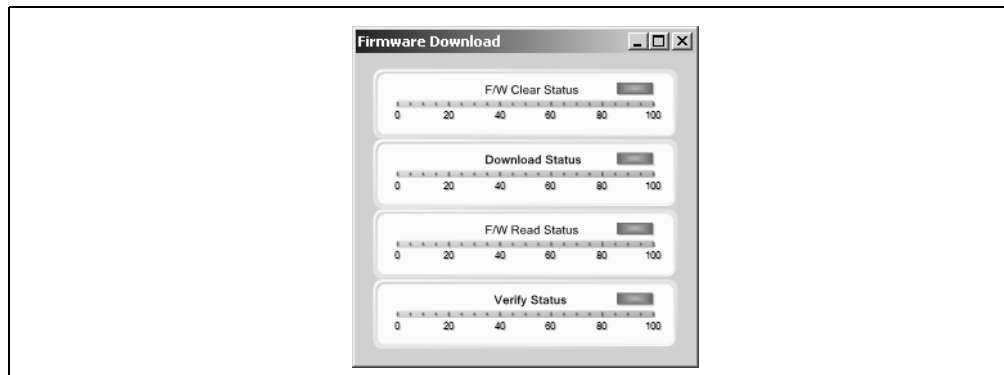 Firmware Download
F/W Clear Status
0 20 40 60 80 100
Download Status
0 20 40 60 80 100
F/W Read Status
0 20 40 60 80 100
Verify Status
0 20 40 60 80 100